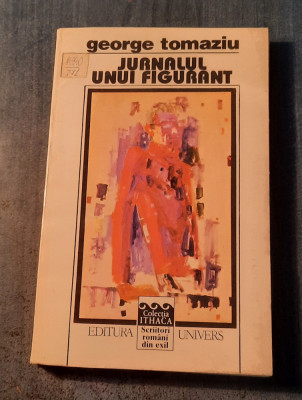 george tomaziu
JURNALUL
UNUI FIGURANT
Colecția
ITHACA
EDITURA Scriitori UNIVERS
români
din exil